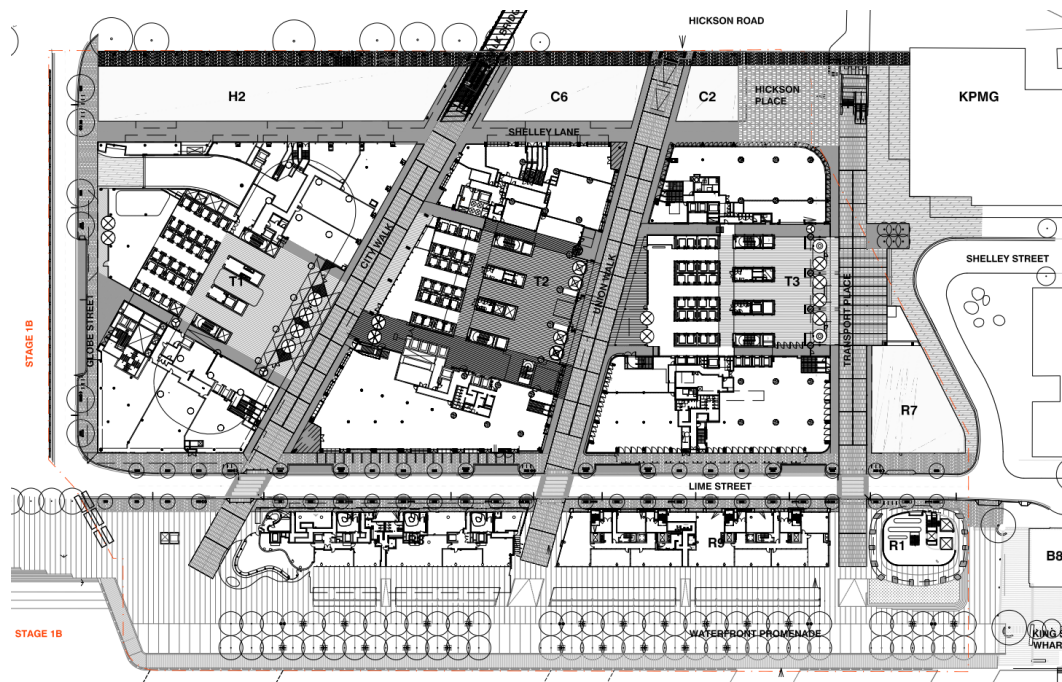 HICKSON ROAD
H2
C6
C2
HICKSON
PLACE
KPMG
SHELLEY LANE
CITY WALK
UNION WALK
SHELLEY STREET
T1
T2
T3
GLOBE STREET
TRANSPORT PLACE
STAGE 1B
R7
LIME STREET
R9
R1
B8
STAGE 1B
WATERFRONT PROMENADE
KING
WHAR